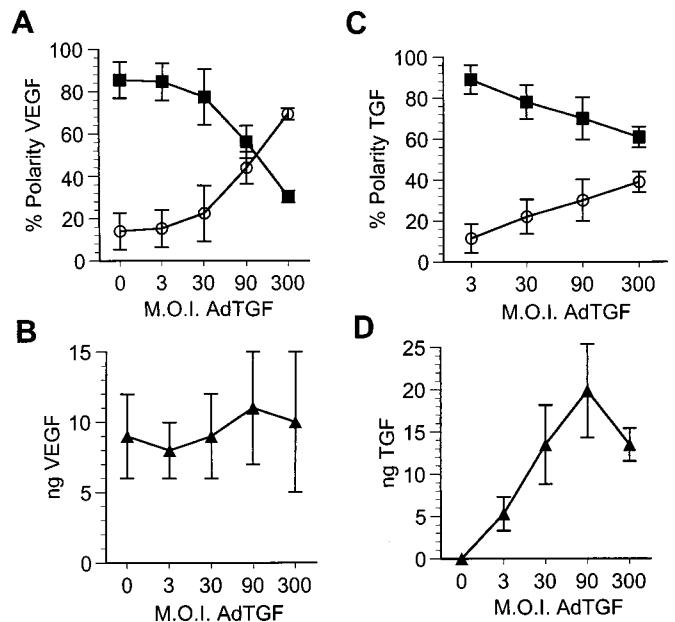 A
% Polarity VEGF
100
80
60
40
20
0
0 3 30 90 300
M.O.I. AdTGF
C
% Polarity TGF
100
80
60
40
20
0
3 30 90 300
M.O.I. AdTGF
B
ng VEGF
15
10
5
0
0 3 30 90 300
M.O.I. AdTGF
D
ng TGF
25
20
15
10
5
0
0 3 30 90 300
M.O.I. AdTGF